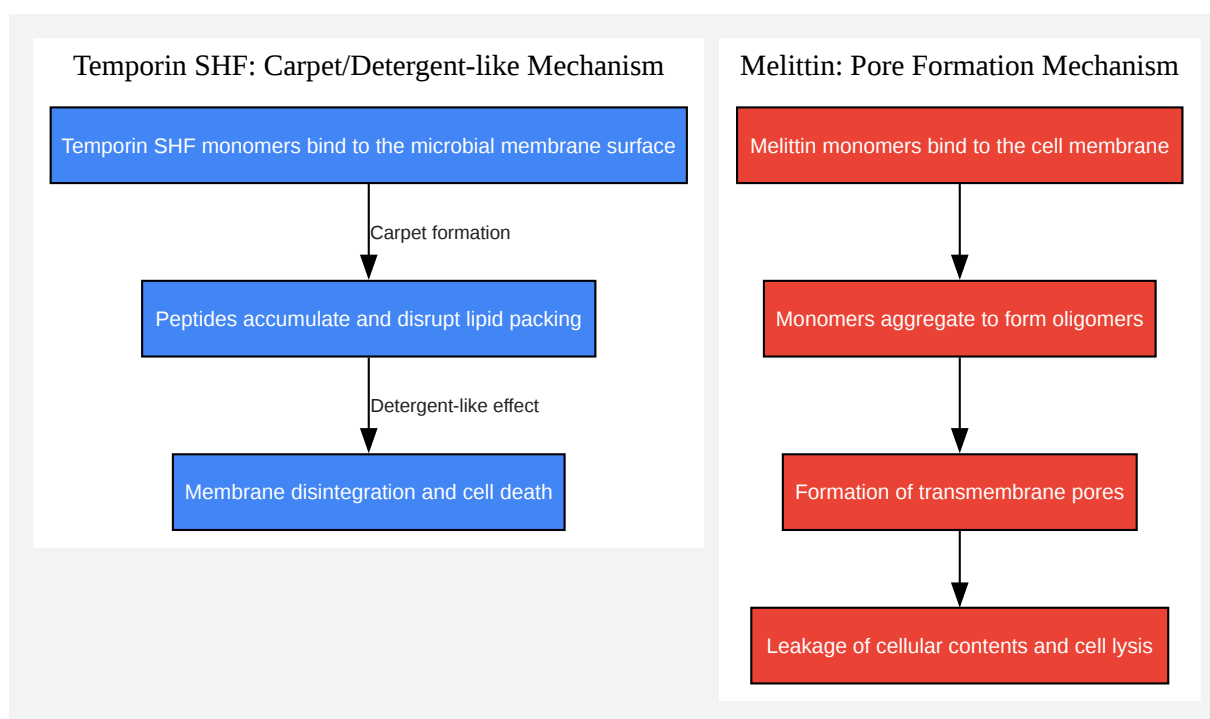 Temporin SHF: Carpet/Detergent-like Mechanism
Temporin SHF monomers bind to the microbial membrane surface
Carpet formation
Peptides accumulate and disrupt lipid packing
Detergent-like effect
Membrane disintegration and cell death
Melittin: Pore Formation Mechanism
Melittin monomers bind to the cell membrane
Monomers aggregate to form oligomers
Formation of transmembrane pores
Leakage of cellular contents and cell lysis